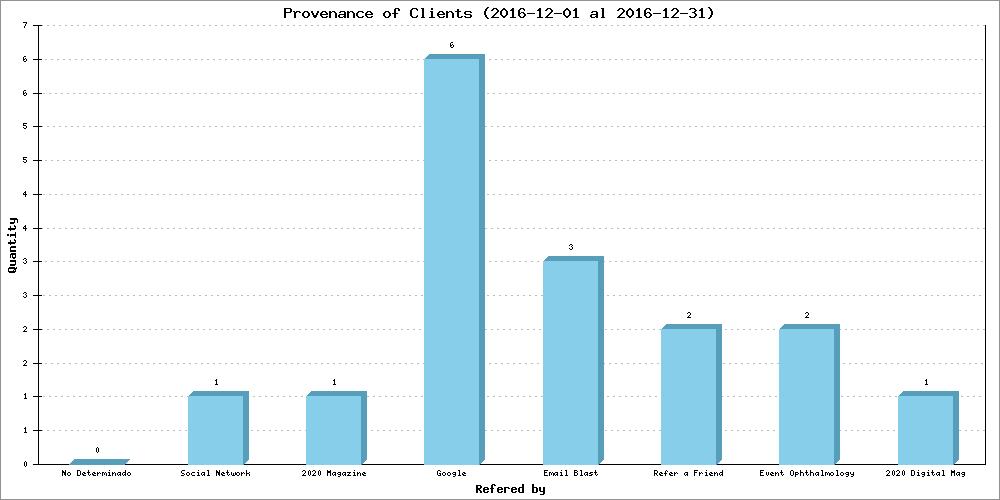 Provenance of Clients (2016-12-01 al 2016-12-31)
7
6
6
5
5
4
4
3
3
2
2
1
1
0
Quantity
0
1
1
6
3
2
2
1
No Determinado
Social Network
2020 Magazine
Google
Email Blast
Refer a Friend
Event Ophthalmology
2020 Digital Mag
Refered by